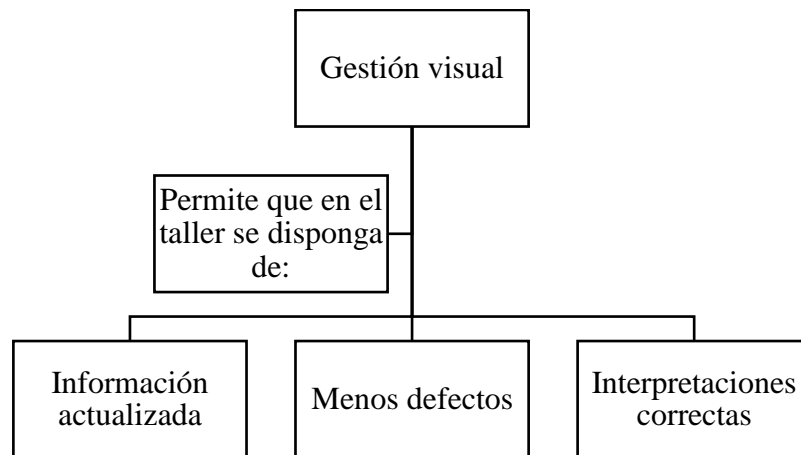 Gestión visual
Permite que en el
taller se disponga
de:
Información
actualizada
Menos defectos
Interpretaciones
correctas